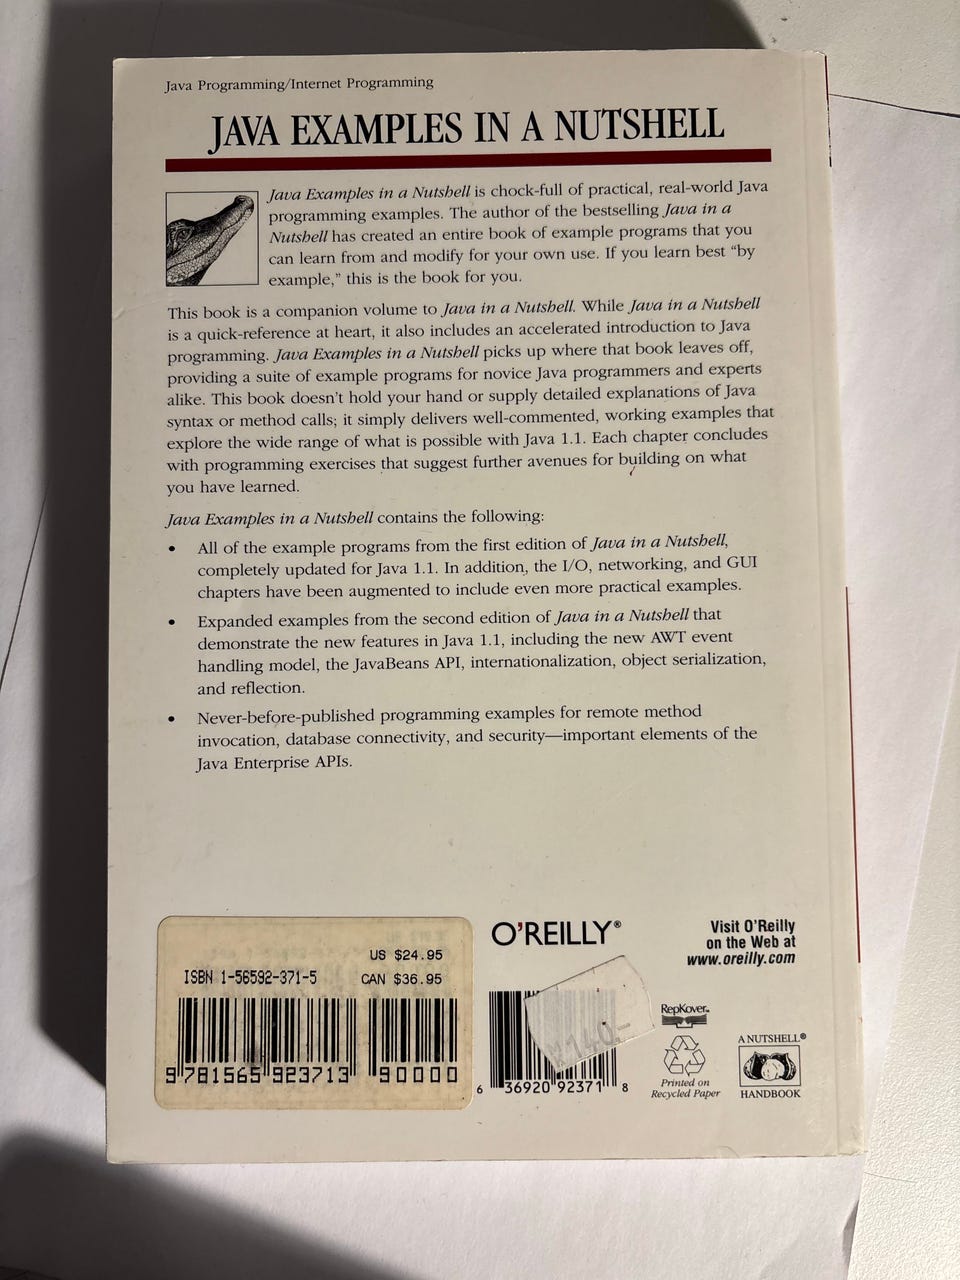 Java Programming/Internet Programming
JAVA EXAMPLES IN A NUTSHELL
Java Examples in a Nutshell is chock-full of practical, real-world Java
programming examples. The author of the bestselling Java in a
Nutshell has created an entire book of example programs that you
can learn from and modify for your own use. If you learn best “by
example,” this is the book for you.
This book is a companion volume to Java in a Nutshell. While Java in a Nutshell
is a quick-reference at heart, it also includes an accelerated introduction to Java
programming. Java Examples in a Nutshell picks up where that book leaves off,
providing a suite of example programs for novice Java programmers and experts
alike. This book doesn’t hold your hand or supply detailed explanations of Java
syntax or method calls; it simply delivers well-commented, working examples that
explore the wide range of what is possible with Java 1.1. Each chapter concludes
with programming exercises that suggest further avenues for building on what
you have learned.
Java Examples in a Nutshell contains the following:
• All of the example programs from the first edition of Java in a Nutshell,
completely updated for Java 1.1. In addition, the I/O, networking, and GUI
chapters have been augmented to include even more practical examples.
• Expanded examples from the second edition of Java in a Nutshell that
demonstrate the new features in Java 1.1, including the new AWT event
handling model, the JavaBeans API, internationalization, object serialization,
and reflection.
• Never-before-published programming examples for remote method
invocation, database connectivity, and security—important elements of the
Java Enterprise APIs.
US $24.95
ISBN 1-56592-371-5 CAN $36.95
9 781565 923713 90000
O’REILLY®
6 36920 92371 8
Visit O’Reilly
on the Web at
www.oreilly.com
RepKover™
Printed on
Recycled Paper
A NUTSHELL®
HANDBOOK